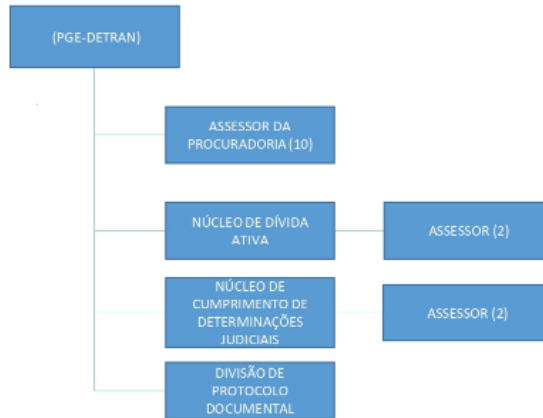 (PGE-DETRAN)
ASSESSOR DA
PROCURADORIA (10)
NÚCLEO DE DÍVIDA
ATIVA
ASSESSOR (2)
NÚCLEO DE
CUMPRIMENTO DE
DETERMINAÇÕES
JUDICIAIS
ASSESSOR (2)
DIVISÃO DE
PROTOCOLO
DOCUMENTAL